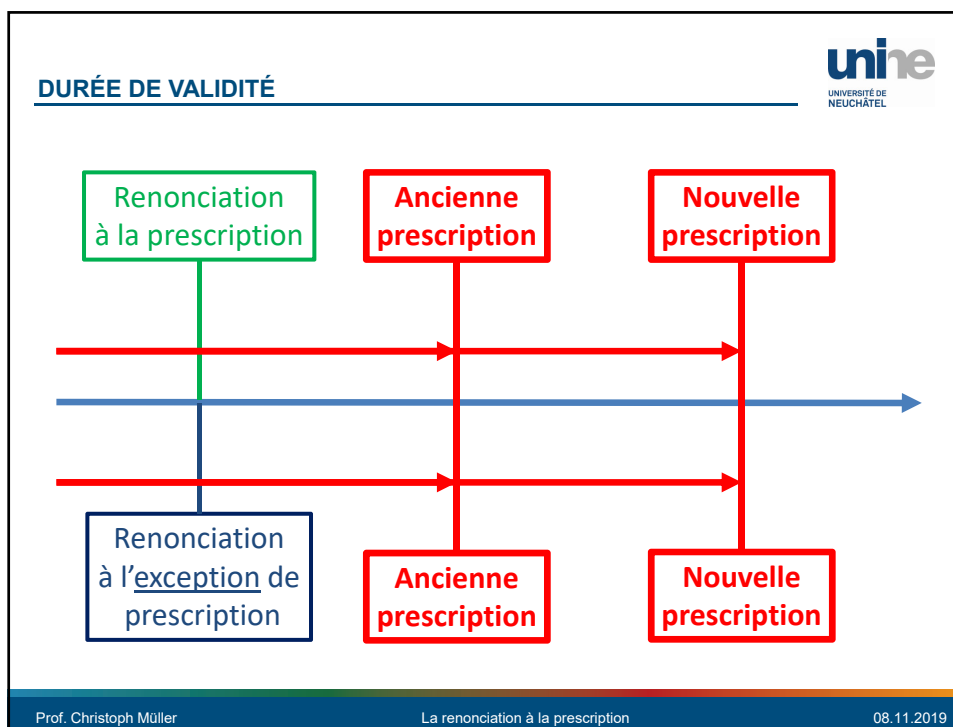 unine
UNIVERSITÉ DE
NEUCHÂTEL
DURÉE DE VALIDITÉ
Renonciation
à la prescription
Ancienne
prescription
Nouvelle
prescription
Renonciation
à l'exception de
prescription
Ancienne
prescription
Nouvelle
prescription
Prof. Christoph Müller
La renonciation à la prescription
08.11.2019